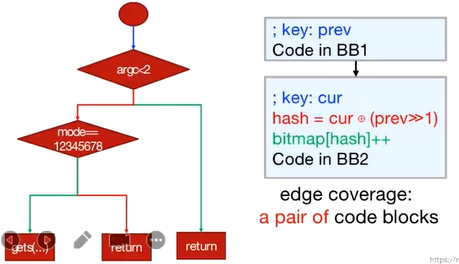 argc<2
mode==
12345678
gets(...)
return
return
; key: prev
Code in BB1
; key: cur
hash = cur ⊕ (prev>>1)
bitmap[hash]++
Code in BB2
edge coverage:
a pair of code blocks
https://n